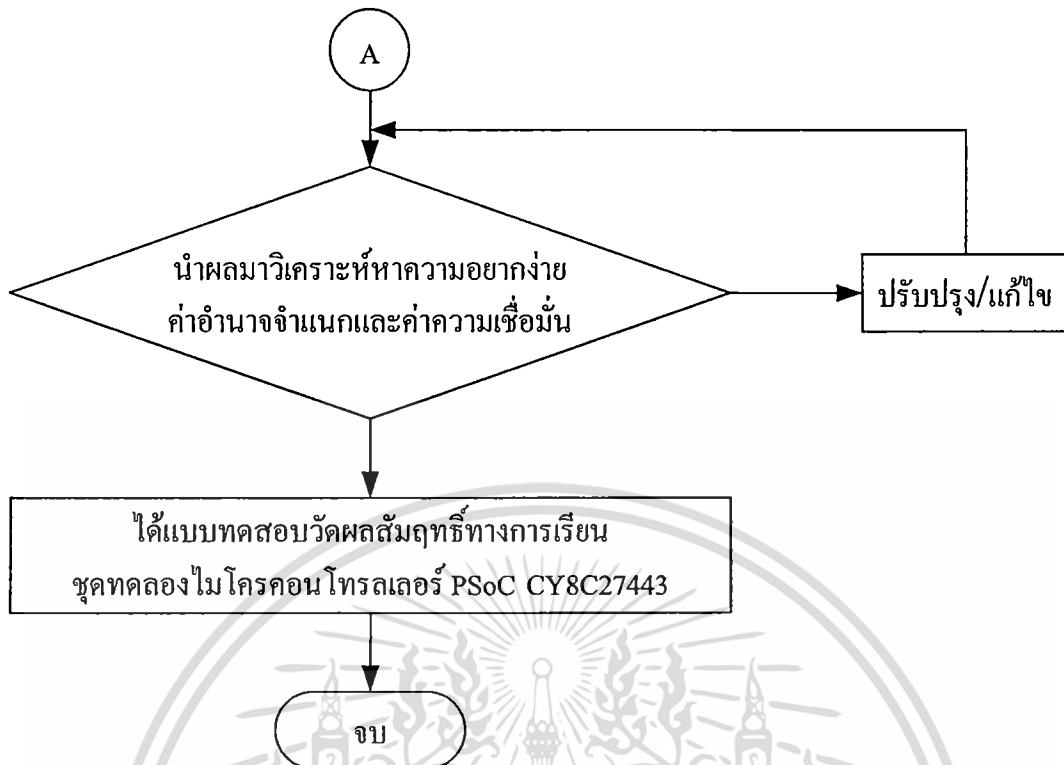 A
นำผลมาวิเคราะห์หาความอยากง่าย
ค่าอำนาจจำแนกและค่าความเชื่อมั่น
ปรับปรุง/แก้ไข
ได้แบบทดสอบวัดผลสัมฤทธิ์ทางการเรียน
ชุดทดลองไมโครคอนโทรลเลอร์ PSoC CY8C27443
จบ